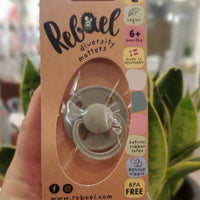 Rebael
diversity
matters
vegan
6+
months
MADE IN
DENMARK
natural
rubber
latex
ROUND
nipple
BPA
FREE
www.rebael.com